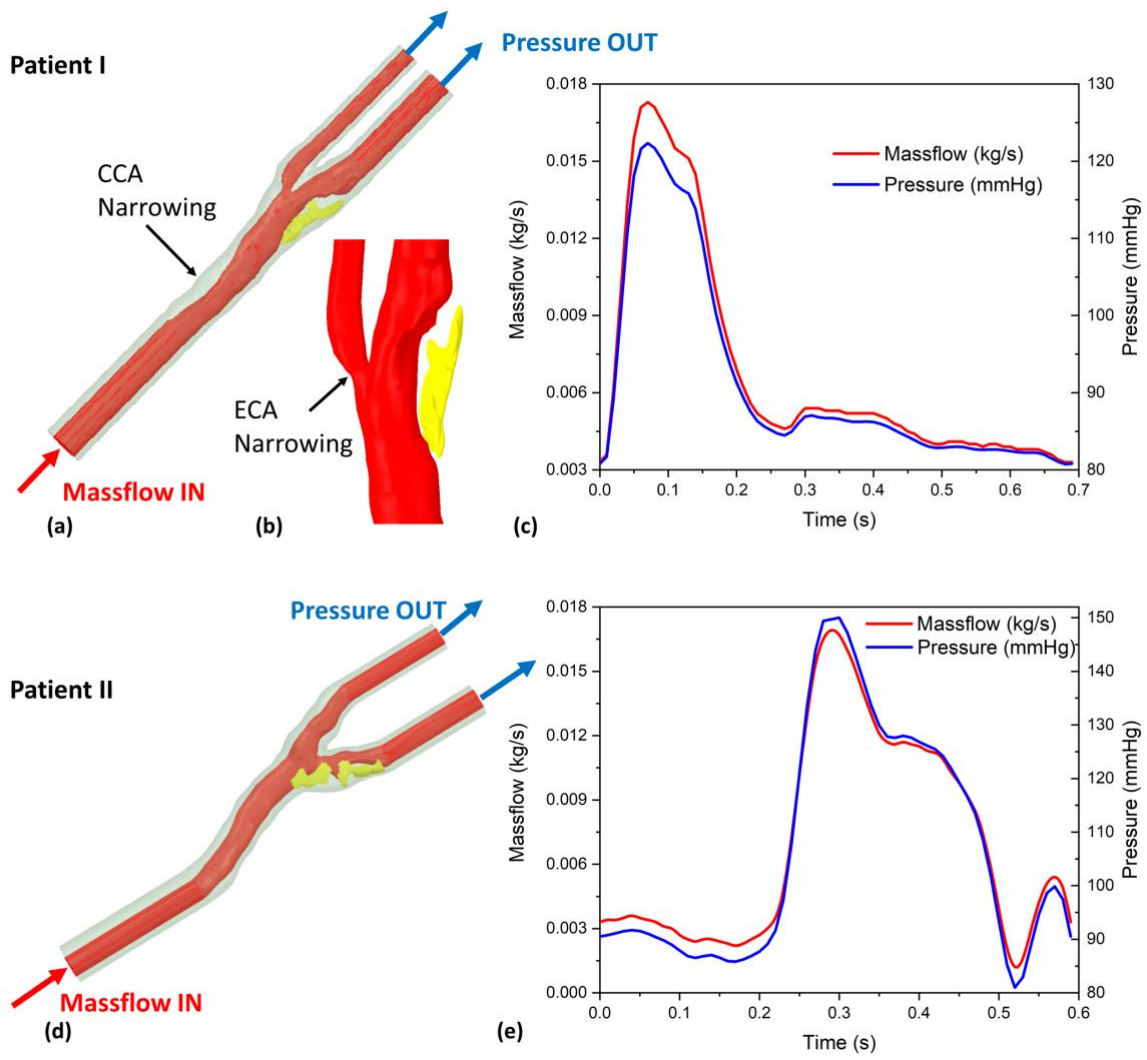 Patient I
Pressure OUT
CCA
Narrowing
ECA
Narrowing
Massflow IN
(a)
(b)
(c)
0.018
0.015
0.012
0.009
0.006
0.003
Massflow (kg/s)
Massflow (kg/s)
Pressure (mmHg)
130
120
110
100
90
80
Pressure (mmHg)
0.0 0.1 0.2 0.3 0.4 0.5 0.6 0.7
Time (s)
Patient II
Pressure OUT
Massflow IN
(d)
(e)
0.018
0.015
0.012
0.009
0.006
0.003
0.000
Massflow (kg/s)
Massflow (kg/s)
Pressure (mmHg)
150
140
130
120
110
100
90
80
Pressure (mmHg)
0.0 0.1 0.2 0.3 0.4 0.5 0.6
Time (s)